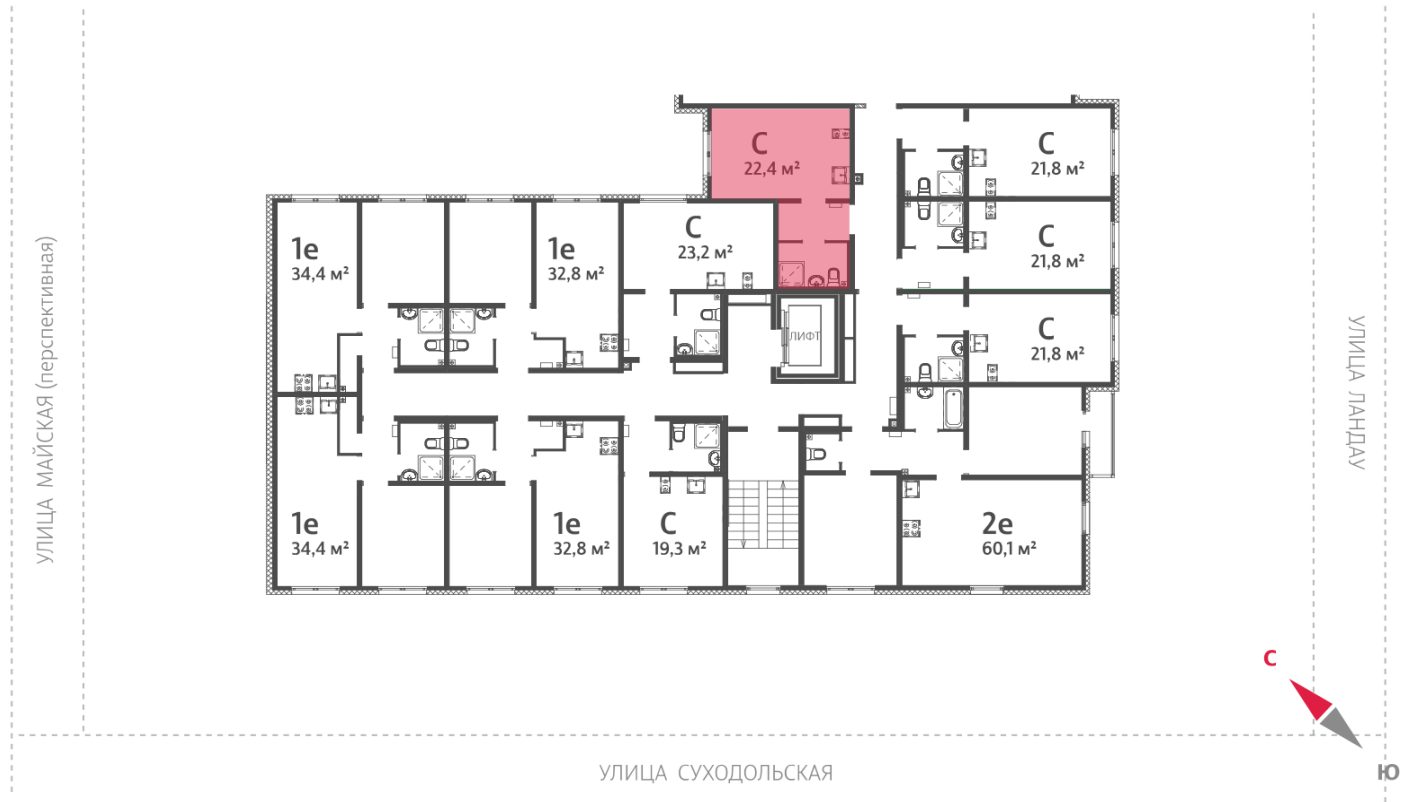 С
22,4 м²
С
21,8 м²
1е
34,4 м²
1е
32,8 м²
С
23,2 м²
С
21,8 м²
ЛИФТ
С
21,8 м²
1е
34,4 м²
1е
32,8 м²
С
19,3 м²
2е
60,1 м²
УЛИЦА МАЙСКАЯ (перспективная)
УЛИЦА ЛАНДАУ
С
Ю
УЛИЦА СУХОДОЛЬСКАЯ